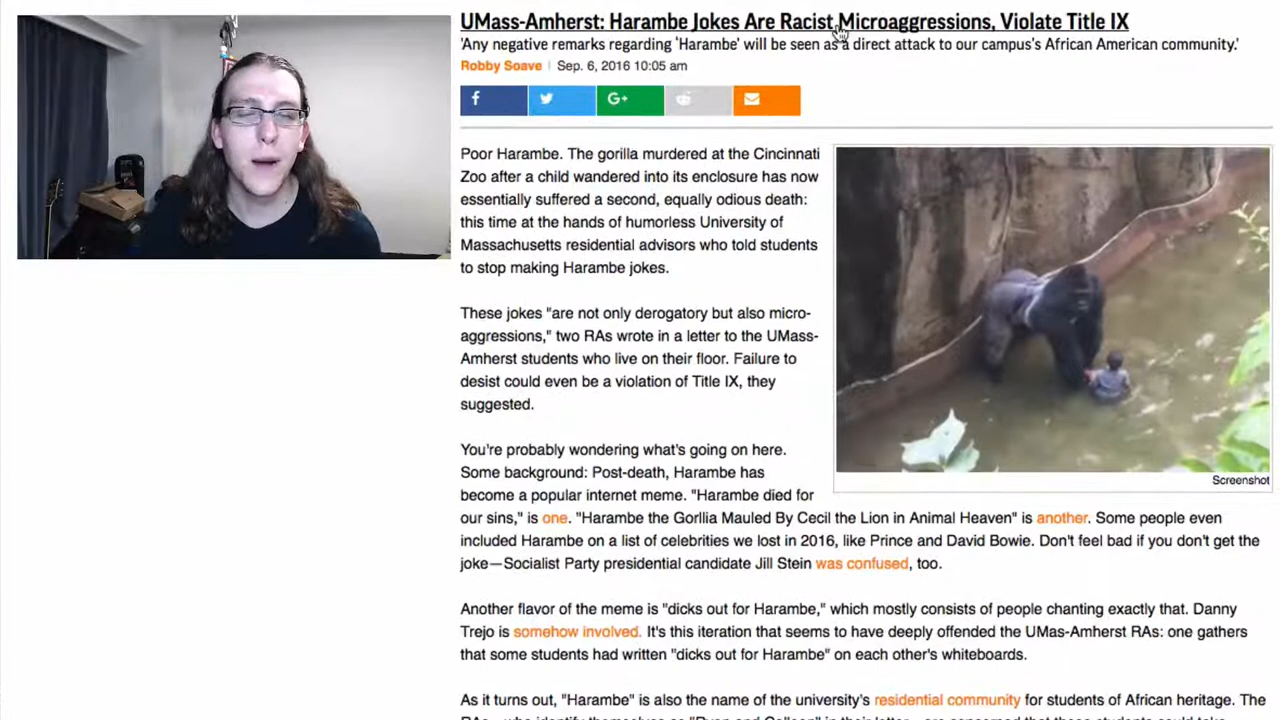 UMass-Amherst: Harambe Jokes Are Racist Microaggressions, Violate Title IX
'Any negative remarks regarding 'Harambe' will be seen as a direct attack to our campus's African American community.'
Robby Soave | Sep. 6, 2016 10:05 am
Poor Harambe. The gorilla murdered at the Cincinnati
Zoo after a child wandered into its enclosure has now
essentially suffered a second, equally odious death:
this time at the hands of humorless University of
Massachusetts residential advisors who told students
to stop making Harambe jokes.
These jokes "are not only derogatory but also micro-
aggressions," two RAs wrote in a letter to the UMass-
Amherst students who live on their floor. Failure to
desist could even be a violation of Title IX, they
suggested.
Screenshot
You're probably wondering what's going on here.
Some background: Post-death, Harambe has
become a popular internet meme. "Harambe died for
our sins," is one. "Harambe the Gorllia Mauled By Cecil the Lion in Animal Heaven" is another. Some people even
included Harambe on a list of celebrities we lost in 2016, like Prince and David Bowie. Don't feel bad if you don't get the
joke—Socialist Party presidential candidate Jill Stein was confused, too.
Another flavor of the meme is "dicks out for Harambe," which mostly consists of people chanting exactly that. Danny
Trejo is somehow involved. It's this iteration that seems to have deeply offended the UMas-Amherst RAs: one gathers
that some students had written "dicks out for Harambe" on each other's whiteboards.
As it turns out, "Harambe" is also the name of the university's residential community for students of African heritage. The